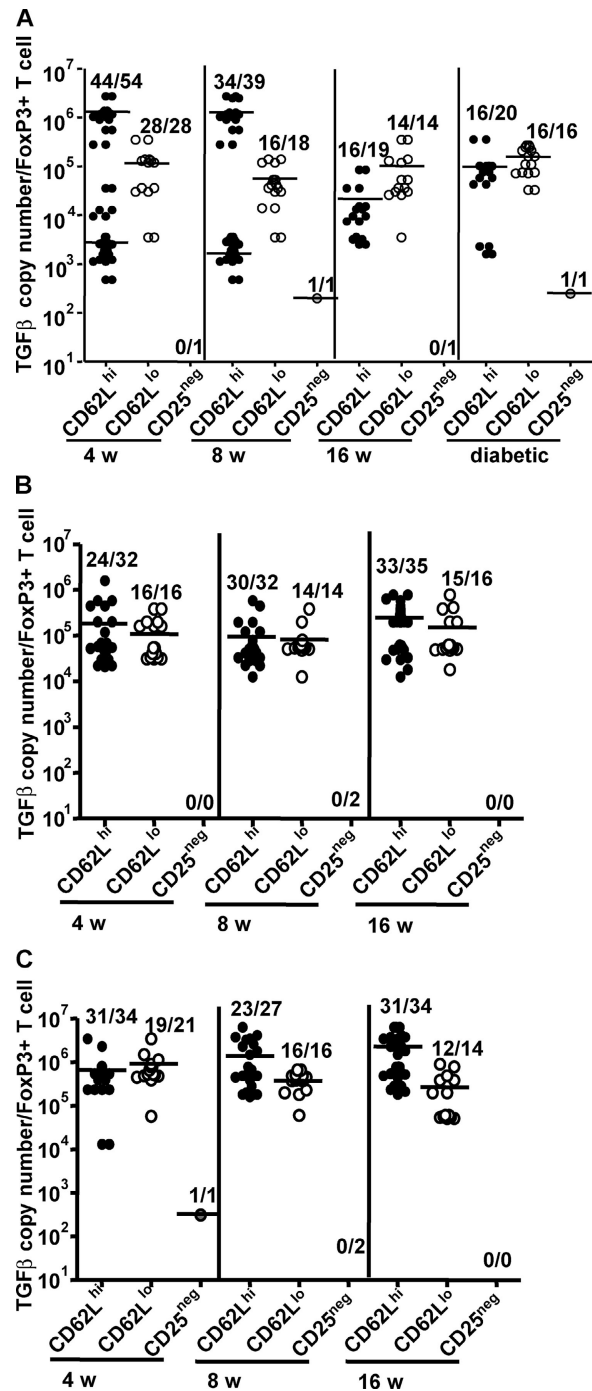 A
TGFβ copy number/FoxP3+ T cell
10^7
10^6
10^5
10^4
10^3
10^2
10^1
44/54
28/28
0/1
34/39
16/18
1/1
16/19
14/14
0/1
16/20
16/16
1/1
CD62L^hi
CD62L^lo
CD25^neg
CD62L^hi
CD62L^lo
CD25^neg
CD62L^hi
CD62L^lo
CD25^neg
CD62L^hi
CD62L^lo
CD25^neg
4 w
8 w
16 w
diabetic
B
TGFβ copy number/FoxP3+ T cell
10^7
10^6
10^5
10^4
10^3
10^2
10^1
24/32
16/16
0/0
30/32
14/14
0/2
33/35
15/16
0/0
CD62L^hi
CD62L^lo
CD25^neg
CD62L^hi
CD62L^lo
CD25^neg
CD62L^hi
CD62L^lo
CD25^neg
4 w
8 w
16 w
C
TGFβ copy number/FoxP3+ T cell
10^7
10^6
10^5
10^4
10^3
10^2
10^1
31/34
19/21
1/1
23/27
16/16
0/2
31/34
12/14
0/0
CD62L^hi
CD62L^lo
CD25^neg
CD62L^hi
CD62L^lo
CD25^neg
CD62L^hi
CD62L^lo
CD25^neg
4 w
8 w
16 w